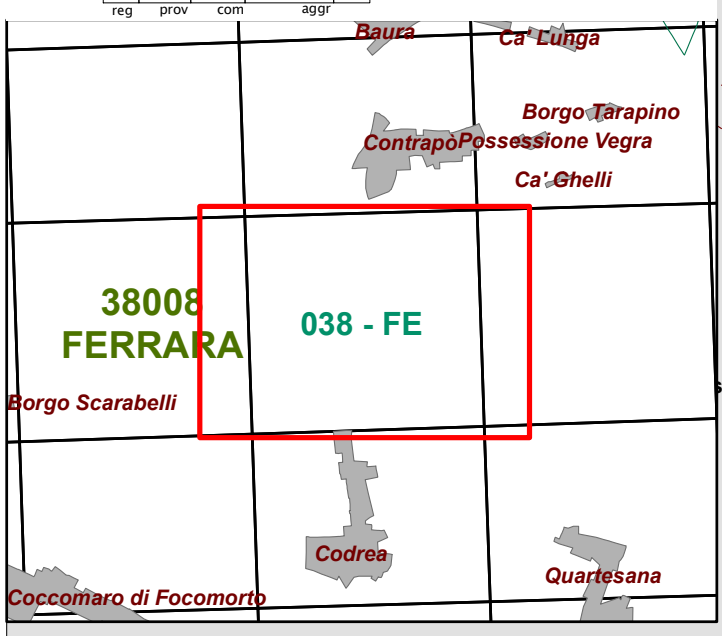 reg prov com aggr
Baura
Ca' Lunga
Borgo Tarapino
Contrapò
Possessione Vegra
Ca' Ghelli
38008
FERRARA
038 - FE
Borgo Scarabelli
Codrea
Quartesana
Coccomaro di Focomorto